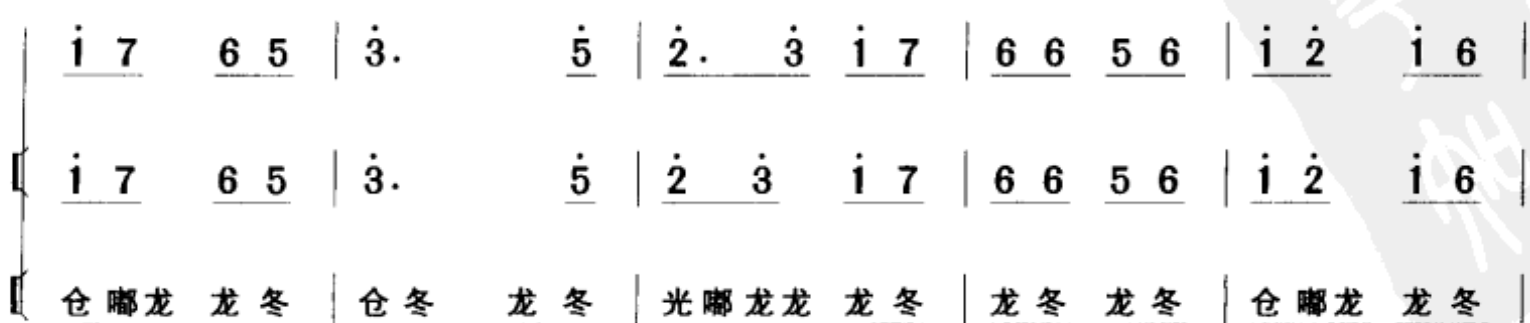 i̇ 7 6 5 | 3̇. 5̇ | 2̇. 3̇ i̇ 7 | 6 6 5 6 | i̇ 2̇ i̇ 6 |
i̇ 7 6 5 | 3̇. 5̇ | 2̇ 3̇ i̇ 7 | 6 6 5 6 | i̇ 2̇ i̇ 6 |
仓 嘟龙 龙 冬 | 仓 冬 龙 冬 | 光 嘟 龙龙 龙 冬 | 龙 冬 龙 冬 | 仓 嘟龙 龙 冬 |